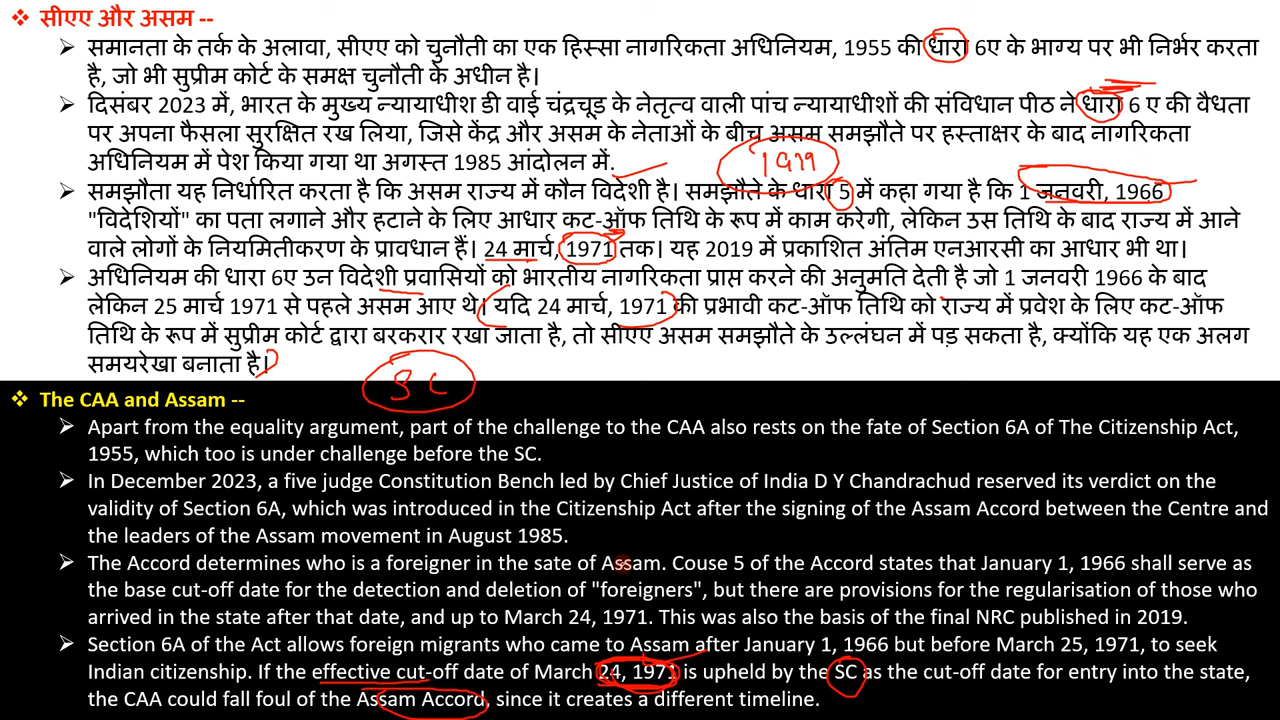 ❖ सीएए और असम --
➢ समानता के तर्क के अलावा, सीएए को चुनौती का एक हिस्सा नागरिकता अधिनियम, 1955 की धारा 6ए के भाग्य पर भी निर्भर करता
है, जो भी सुप्रीम कोर्ट के समक्ष चुनौती के अधीन है।
➢ दिसंबर 2023 में, भारत के मुख्य न्यायाधीश डी वाई चंद्रचूड़ के नेतृत्व वाली पांच न्यायाधीशों की संविधान पीठ ने धारा 6 ए की वैधता
पर अपना फैसला सुरक्षित रख लिया, जिसे केंद्र और असम के नेताओं के बीच असम समझौते पर हस्ताक्षर के बाद नागरिकता
अधिनियम में पेश किया गया था अगस्त 1985 आंदोलन में.
1971
➢ समझौता यह निर्धारित करता है कि असम राज्य में कौन विदेशी है। समझौते के धारा 5 में कहा गया है कि 1 जनवरी, 1966
"विदेशियों" का पता लगाने और हटाने के लिए आधार कट-ऑफ तिथि के रूप में काम करेगी, लेकिन उस तिथि के बाद राज्य में आने
वाले लोगों के नियमितीकरण के प्रावधान हैं। 24 मार्च, 1971 तक। यह 2019 में प्रकाशित अंतिम एनआरसी का आधार भी था।
➢ अधिनियम की धारा 6ए उन विदेशी प्रवासियों को भारतीय नागरिकता प्राप्त करने की अनुमति देती है जो 1 जनवरी 1966 के बाद
लेकिन 25 मार्च 1971 से पहले असम आए थे। यदि 24 मार्च, 1971 की प्रभावी कट-ऑफ तिथि को राज्य में प्रवेश के लिए कट-ऑफ
तिथि के रूप में सुप्रीम कोर्ट द्वारा बरकरार रखा जाता है, तो सीएए असम समझौते के उल्लंघन में पड़ सकता है, क्योंकि यह एक अलग
समयरेखा बनाता है।
SC
❖ The CAA and Assam --
➢ Apart from the equality argument, part of the challenge to the CAA also rests on the fate of Section 6A of The Citizenship Act,
1955, which too is under challenge before the SC.
➢ In December 2023, a five judge Constitution Bench led by Chief Justice of India D Y Chandrachud reserved its verdict on the
validity of Section 6A, which was introduced in the Citizenship Act after the signing of the Assam Accord between the Centre and
the leaders of the Assam movement in August 1985.
➢ The Accord determines who is a foreigner in the sate of Assam. Couse 5 of the Accord states that January 1, 1966 shall serve as
the base cut-off date for the detection and deletion of "foreigners", but there are provisions for the regularisation of those who
arrived in the state after that date, and up to March 24, 1971. This was also the basis of the final NRC published in 2019.
➢ Section 6A of the Act allows foreign migrants who came to Assam after January 1, 1966 but before March 25, 1971, to seek
Indian citizenship. If the effective cut-off date of March 24, 1971 is upheld by the SC as the cut-off date for entry into the state,
the CAA could fall foul of the Assam Accord, since it creates a different timeline.